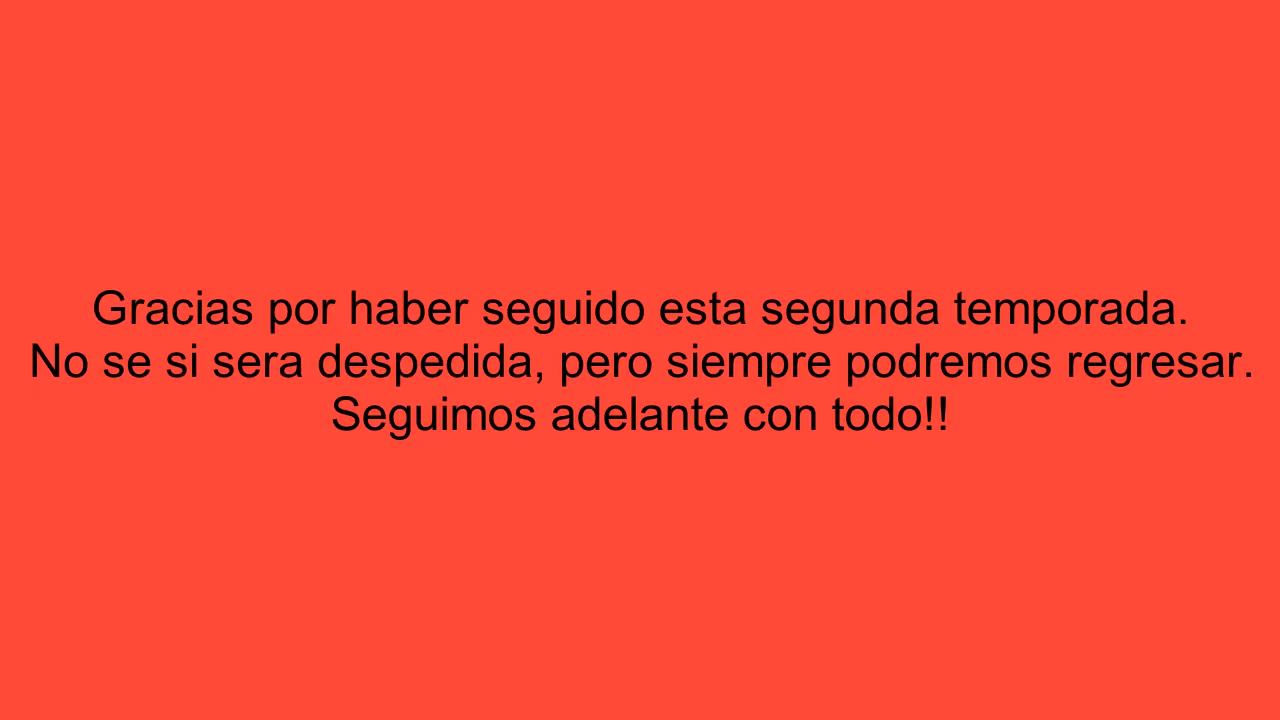 Gracias por haber seguido esta segunda temporada.
No se si sera despedida, pero siempre podremos regresar.
Seguimos adelante con todo!!